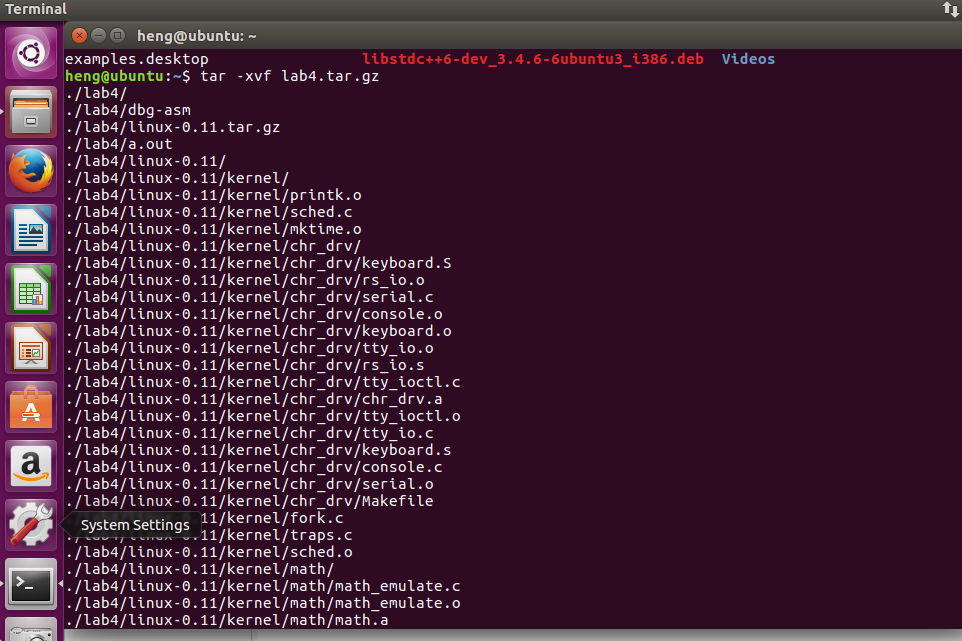 Terminal
heng@ubuntu: ~
examples.desktop libstdc++6-dev_3.4.6-6ubuntu3_i386.deb Videos
heng@ubuntu:~$ tar -xvf lab4.tar.gz
./lab4/
./lab4/dbg-asm
./lab4/linux-0.11.tar.gz
./lab4/a.out
./lab4/linux-0.11/
./lab4/linux-0.11/kernel/
./lab4/linux-0.11/kernel/printk.o
./lab4/linux-0.11/kernel/sched.c
./lab4/linux-0.11/kernel/mktime.o
./lab4/linux-0.11/kernel/chr_drv/
./lab4/linux-0.11/kernel/chr_drv/keyboard.S
./lab4/linux-0.11/kernel/chr_drv/rs_io.o
./lab4/linux-0.11/kernel/chr_drv/serial.c
./lab4/linux-0.11/kernel/chr_drv/console.o
./lab4/linux-0.11/kernel/chr_drv/keyboard.o
./lab4/linux-0.11/kernel/chr_drv/tty_io.o
./lab4/linux-0.11/kernel/chr_drv/rs_io.s
./lab4/linux-0.11/kernel/chr_drv/tty_ioctl.c
./lab4/linux-0.11/kernel/chr_drv/chr_drv.a
./lab4/linux-0.11/kernel/chr_drv/tty_ioctl.o
./lab4/linux-0.11/kernel/chr_drv/tty_io.c
./lab4/linux-0.11/kernel/chr_drv/keyboard.s
./lab4/linux-0.11/kernel/chr_drv/console.c
./lab4/linux-0.11/kernel/chr_drv/serial.o
./lab4/linux-0.11/kernel/chr_drv/Makefile
./lab4/linux-0.11/kernel/fork.c
System Settings
./lab4/linux-0.11/kernel/traps.c
./lab4/linux-0.11/kernel/sched.o
./lab4/linux-0.11/kernel/math/
./lab4/linux-0.11/kernel/math/math_emulate.c
./lab4/linux-0.11/kernel/math/math_emulate.o
./lab4/linux-0.11/kernel/math/math.a